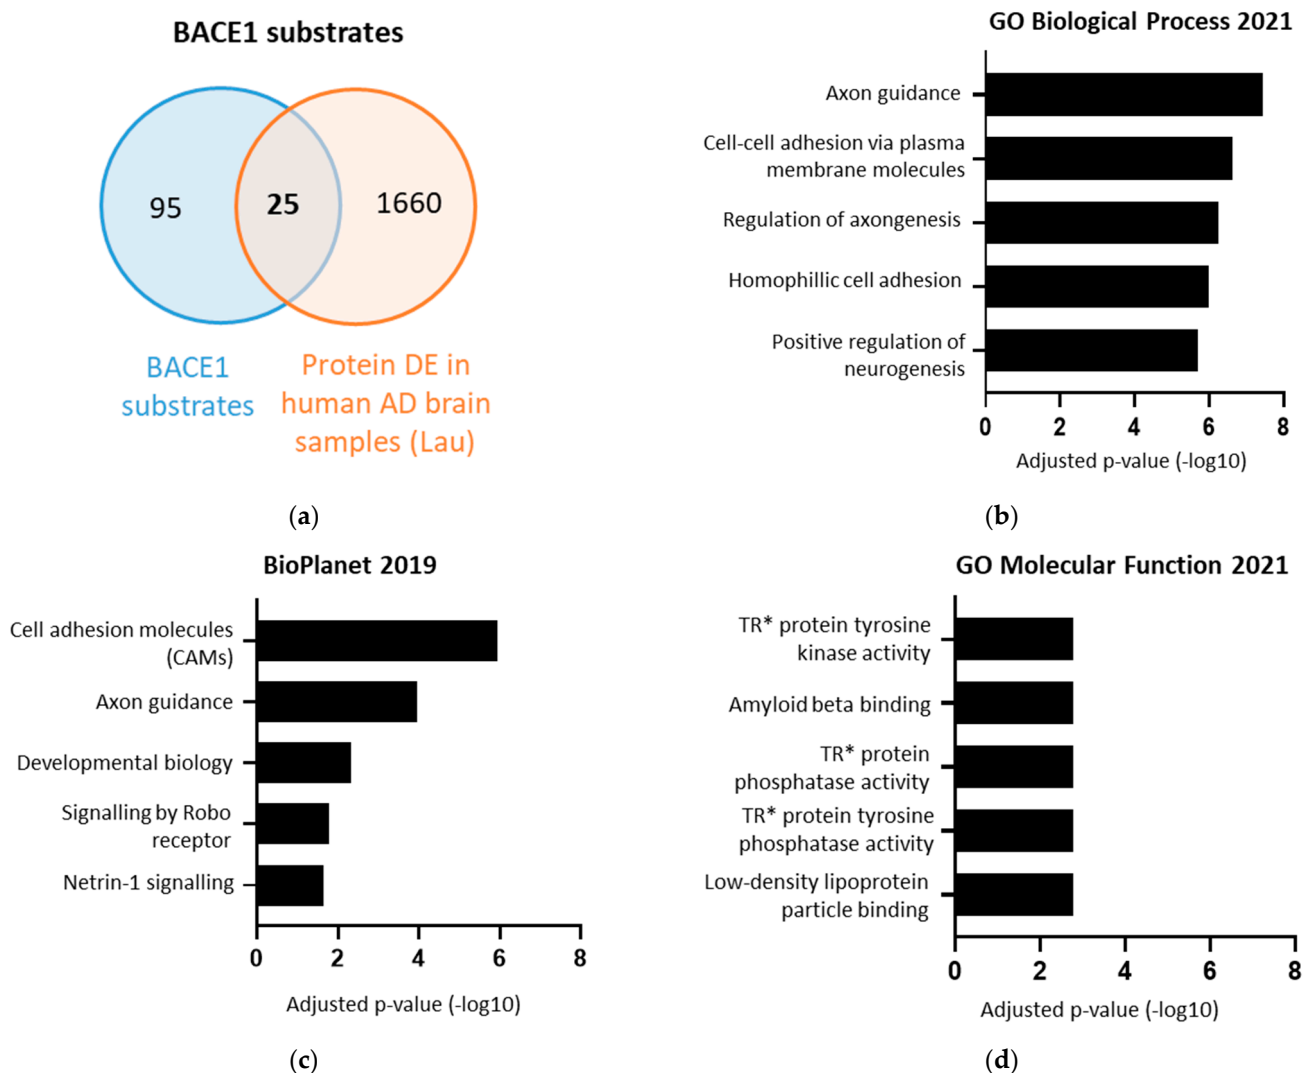 BACE1 substrates
95
25
1660
BACE1
substrates
Protein DE in
human AD brain
samples (Lau)
(a)
GO Biological Process 2021
Axon guidance
Cell-cell adhesion via plasma
membrane molecules
Regulation of axongenesis
Homophillic cell adhesion
Positive regulation of
neurogenesis
0 2 4 6 8
Adjusted p-value (-log10)
(b)
BioPlanet 2019
Cell adhesion molecules
(CAMs)
Axon guidance
Developmental biology
Signalling by Robo
receptor
Netrin-1 signalling
0 2 4 6 8
Adjusted p-value (-log10)
(c)
GO Molecular Function 2021
TR* protein tyrosine
kinase activity
Amyloid beta binding
TR* protein
phosphatase activity
TR* protein tyrosine
phosphatase activity
Low-density lipoprotein
particle binding
0 2 4 6 8
Adjusted p-value (-log10)
(d)